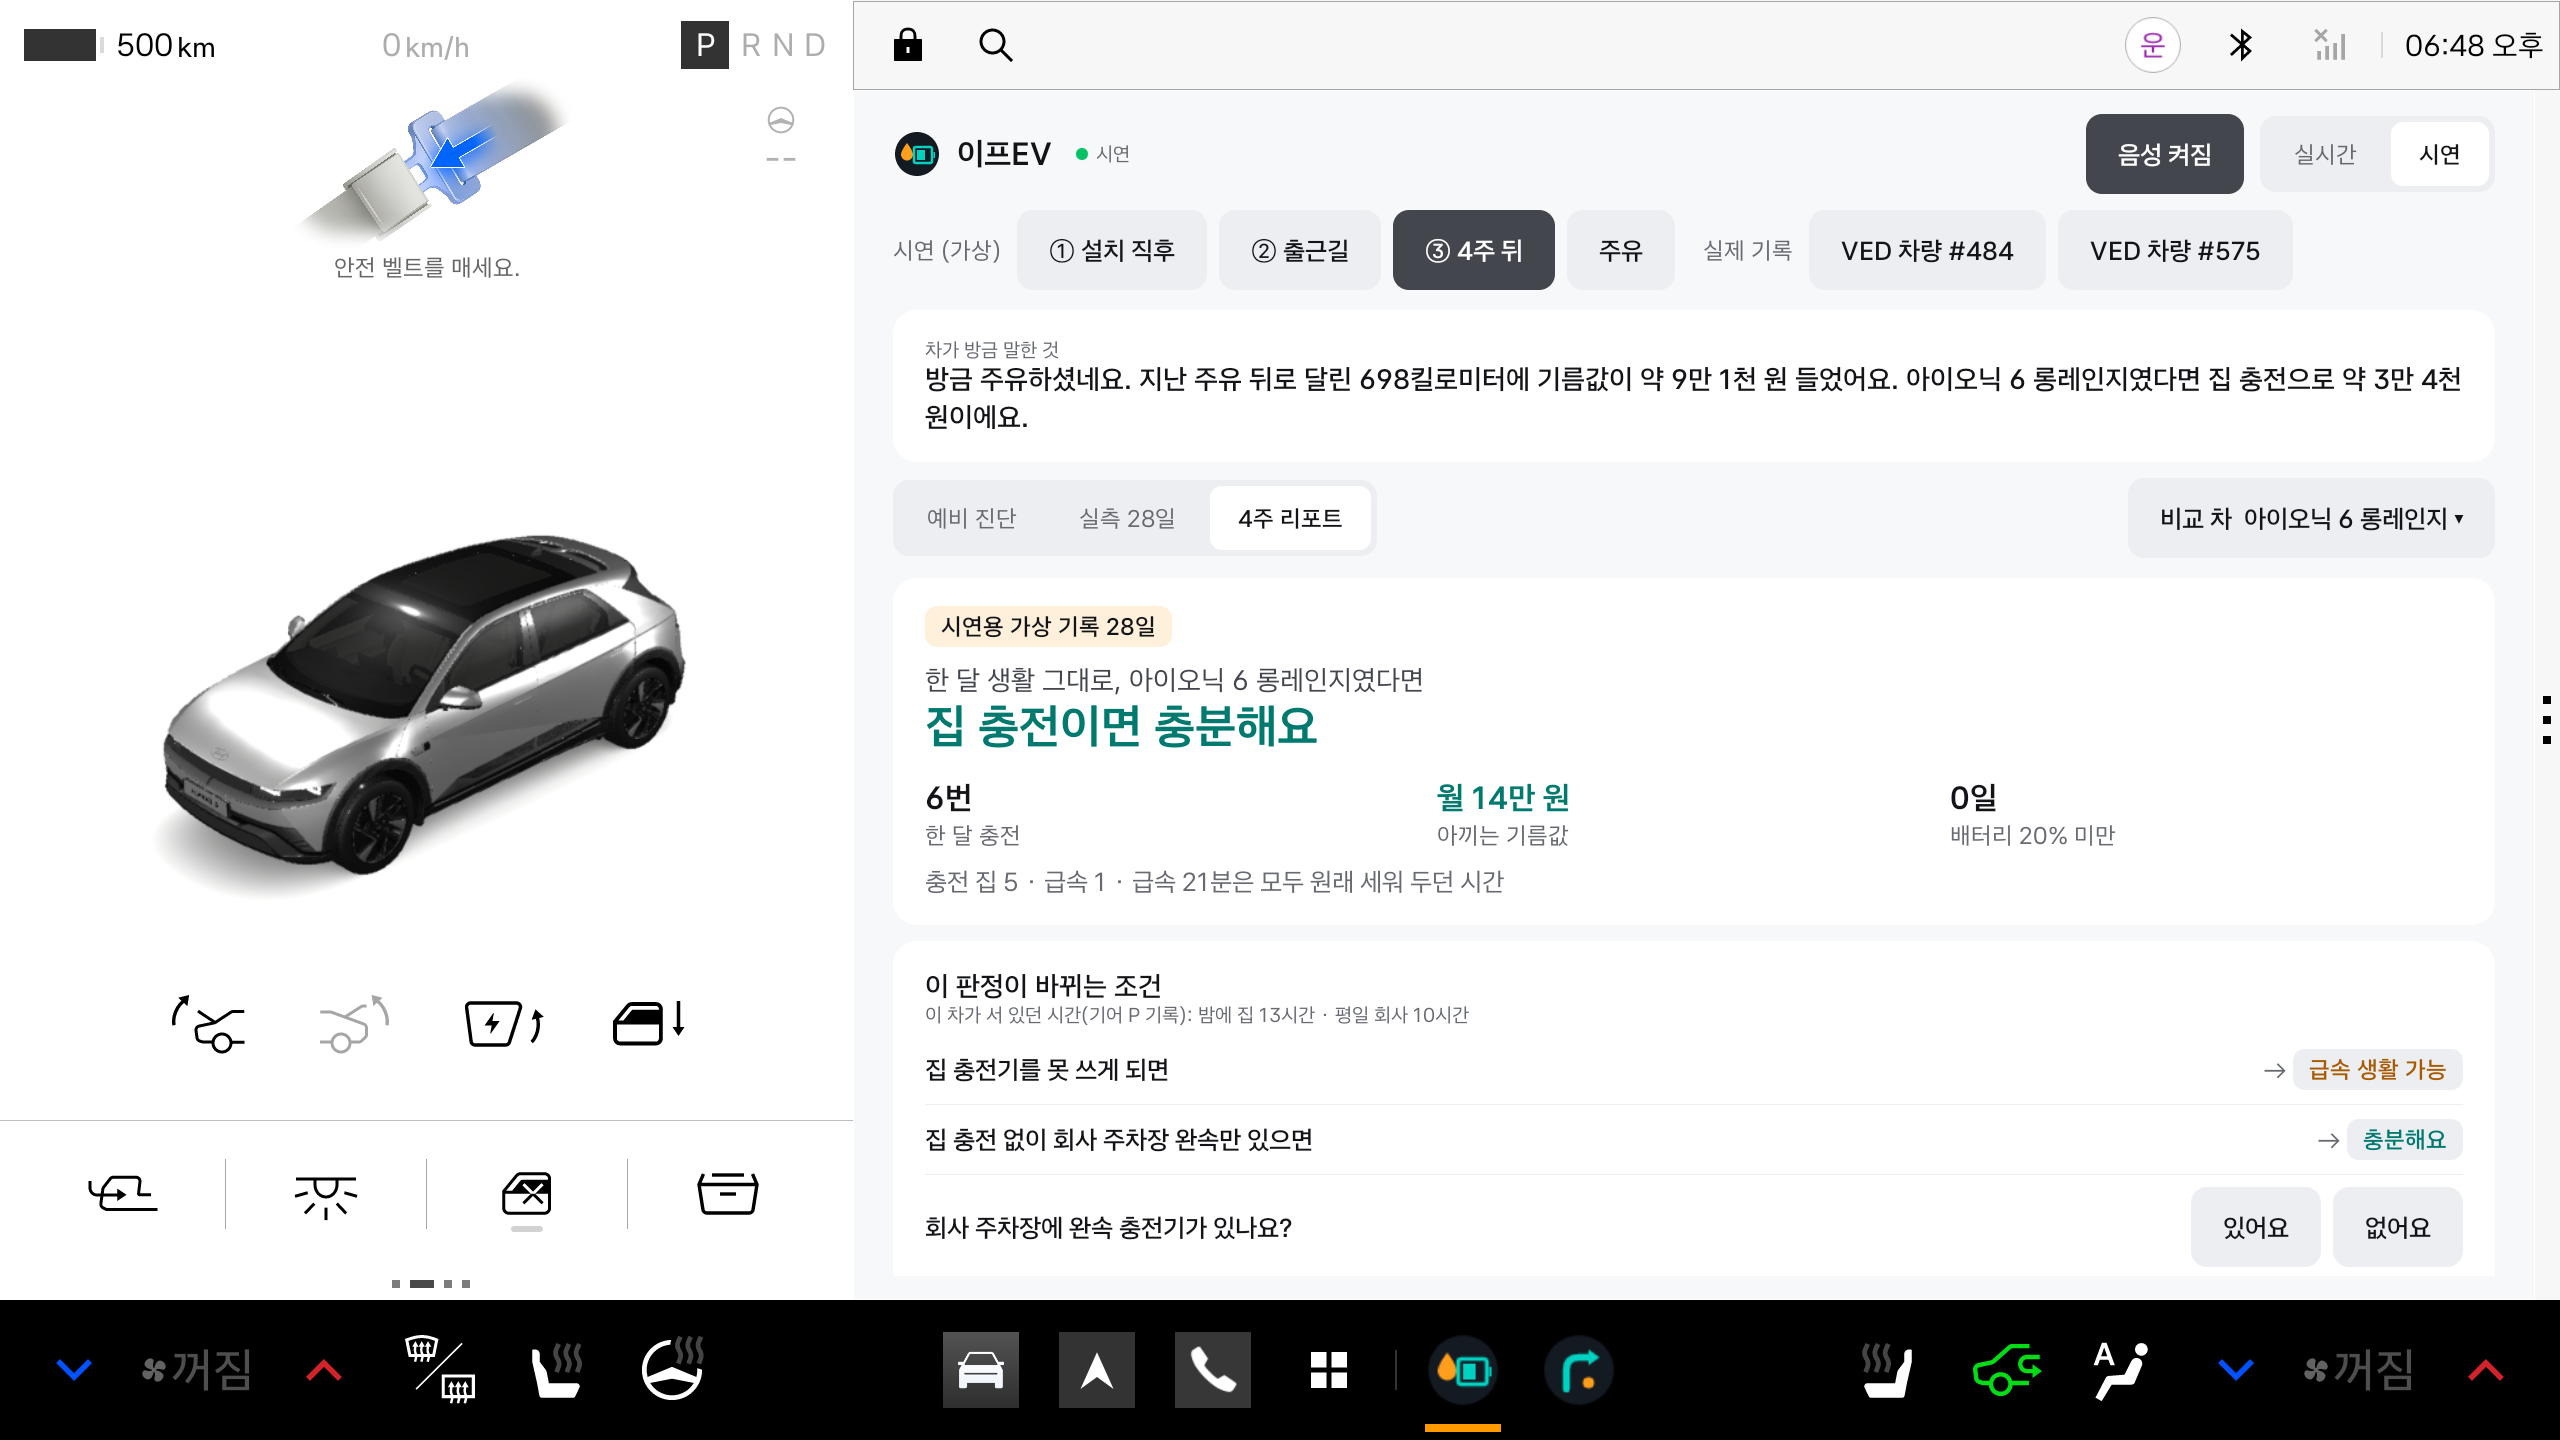 500 km
0 km/h
P R N D
06:48 오후
운
안전 벨트를 매세요.
이프EV
시연
음성 켜짐
실시간
시연
시연 (가상)
① 설치 직후
② 출근길
③ 4주 뒤
주유
실제 기록
VED 차량 #484
VED 차량 #575
차가 방금 말한 것
방금 주유하셨네요. 지난 주유 뒤로 달린 698킬로미터에 기름값이 약 9만 1천 원 들었어요. 아이오닉 6 롱레인지였다면 집 충전으로 약 3만 4천
원이에요.
예비 진단
실측 28일
4주 리포트
비교 차 아이오닉 6 롱레인지 ▾
시연용 가상 기록 28일
한 달 생활 그대로, 아이오닉 6 롱레인지였다면
집 충전이면 충분해요
6번
한 달 충전
월 14만 원
아끼는 기름값
0일
배터리 20% 미만
충전 집 5 · 급속 1 · 급속 21분은 모두 원래 세워 두던 시간
이 판정이 바뀌는 조건
이 차가 서 있던 시간(기어 P 기록): 밤에 집 13시간 · 평일 회사 10시간
집 충전기를 못 쓰게 되면
→ 급속 생활 가능
집 충전 없이 회사 주차장 완속만 있으면
→ 충분해요
회사 주차장에 완속 충전기가 있나요?
있어요
없어요
꺼짐
A
꺼짐